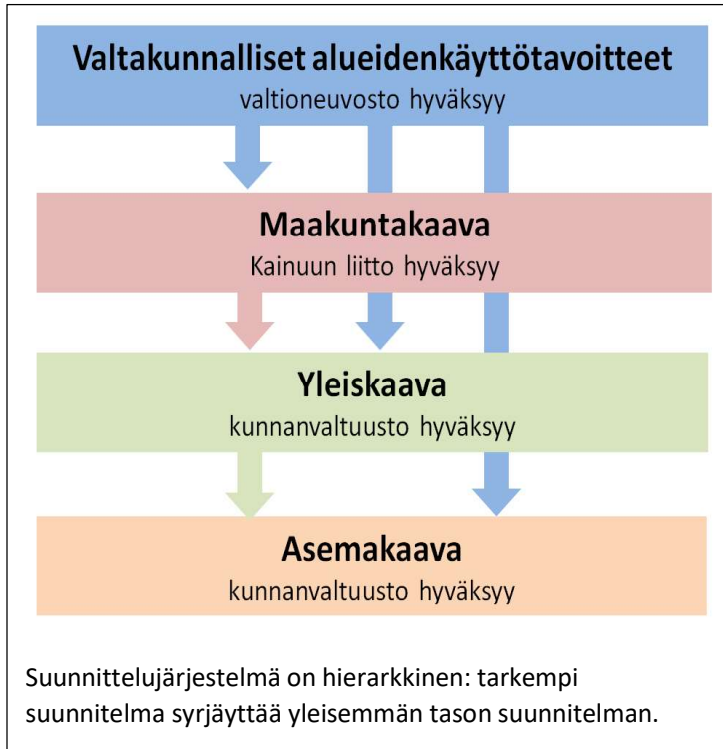 Valtakunnalliset alueidenkäyttötavoitteet
valtioneuvosto hyväksyy
Maakuntakaava
Kainuun liitto hyväksyy
Yleiskaava
kunnanvaltuusto hyväksyy
Asemakaava
kunnanvaltuusto hyväksyy
Suunnittelujärjestelmä on hierarkkinen: tarkempi
suunnitelma syrjäyttää yleisemmän tason suunnitelman.